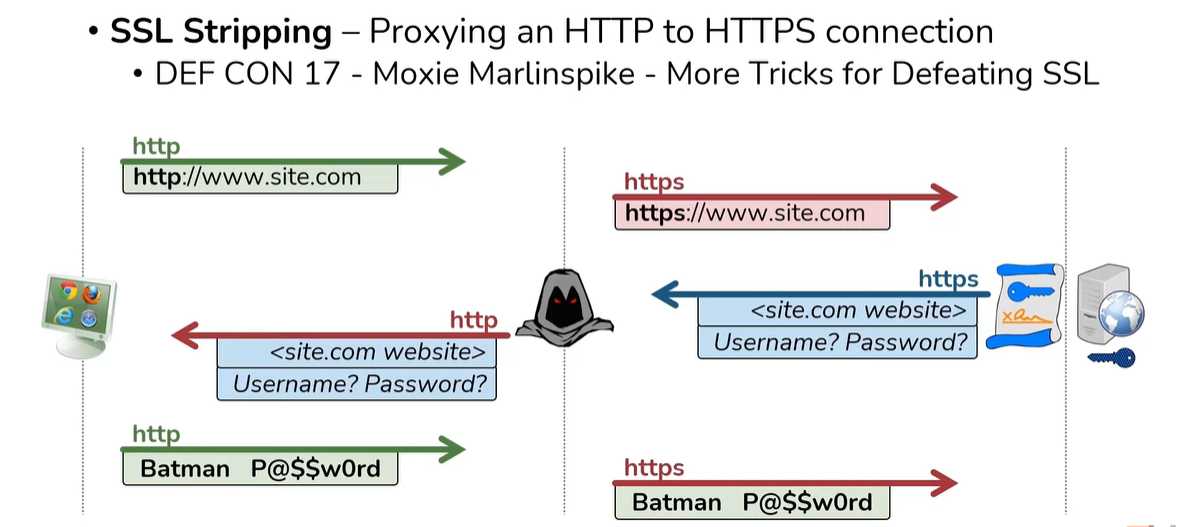 • SSL Stripping – Proxying an HTTP to HTTPS connection
• DEF CON 17 - Moxie Marlinspike - More Tricks for Defeating SSL
http
http://www.site.com
https
https://www.site.com
https
<site.com website>
Username? Password?
http
<site.com website>
Username? Password?
http
Batman P@$$w0rd
https
Batman P@$$w0rd